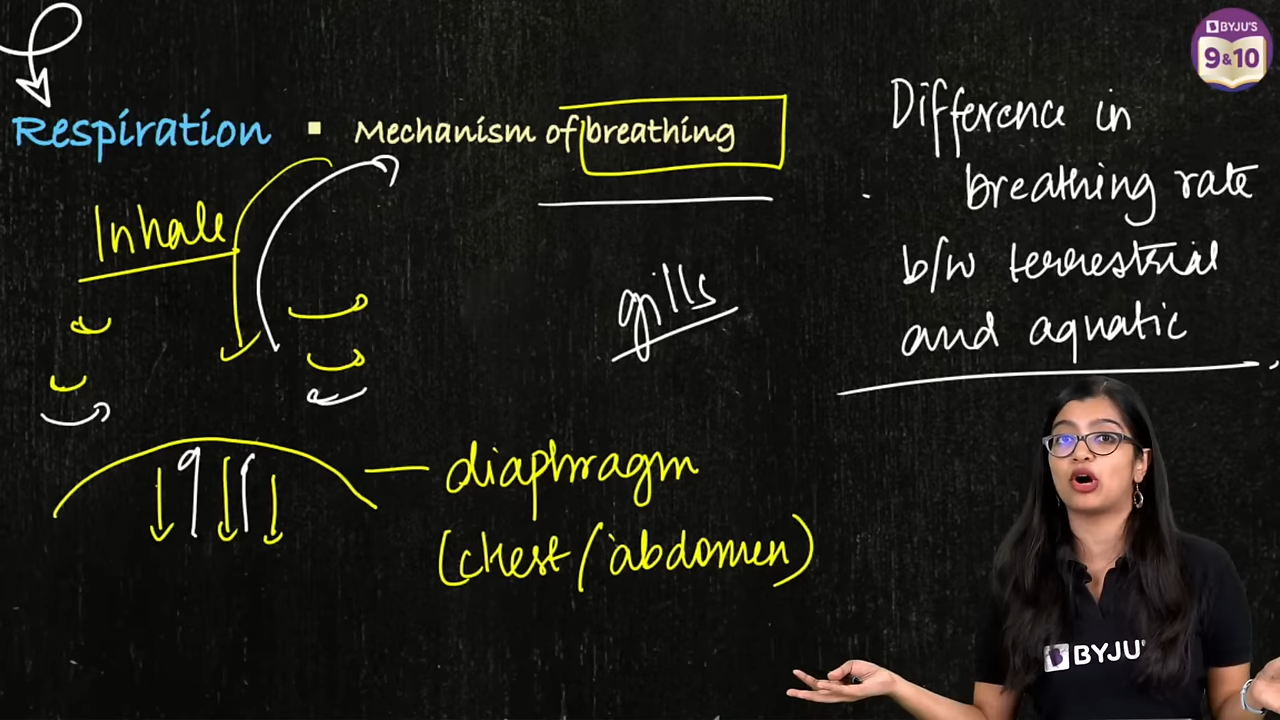 BYJU'S
9&10
Respiration ▪ Mechanism of breathing
Inhale
gills
Difference in
breathing rate
b/w terrestrial
and aquatic
diaphragm
(chest/abdomen)
BYJU'